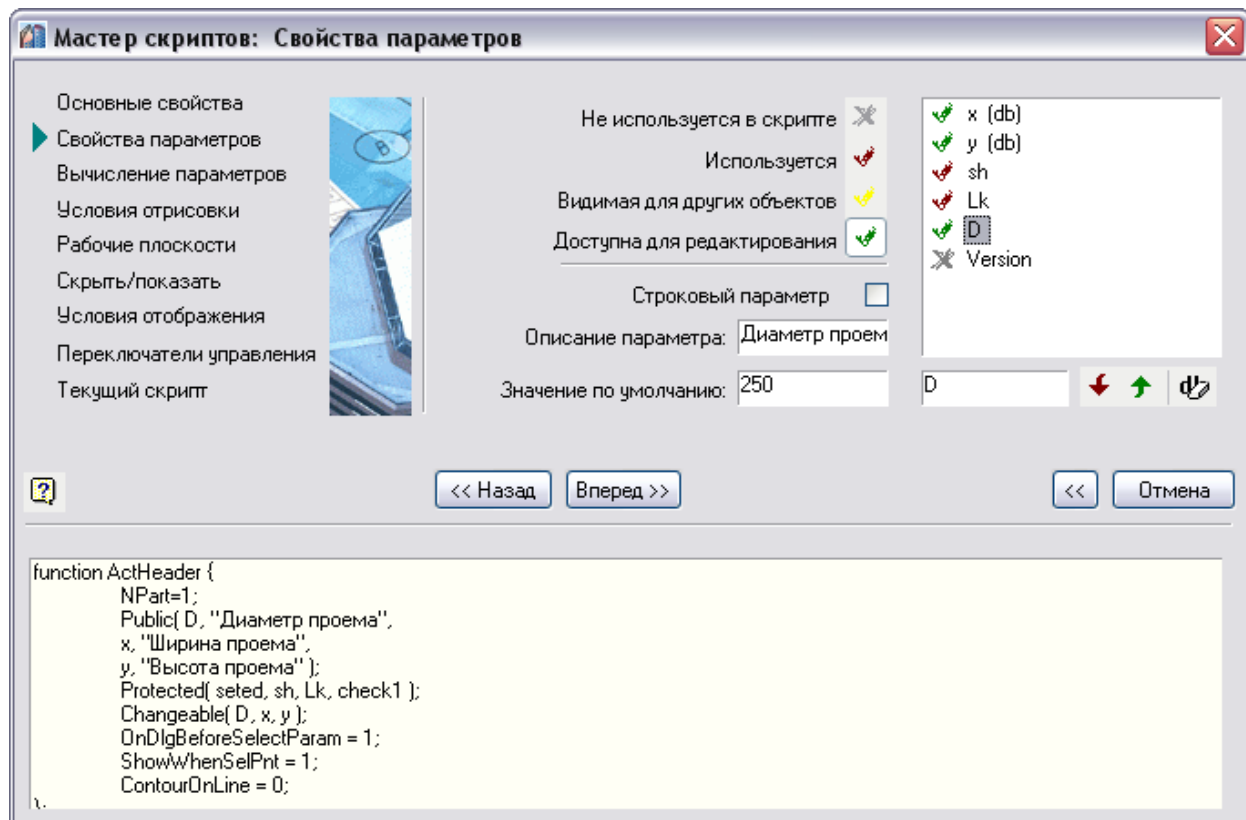 Мастер скриптов: Свойства параметров
Основные свойства
Свойства параметров
Вычисление параметров
Условия отрисовки
Рабочие плоскости
Скрыть/показать
Условия отображения
Переключатели управления
Текущий скрипт
В
Не используется в скрипте
Используется
Видимая для других объектов
Доступна для редактирования
Строковый параметр
Описание параметра: Диаметр проем
Значение по умолчанию: 250
x (db)
y (db)
sh
Lk
D
Version
D
<< Назад
Вперед >>
<<
Отмена
function ActHeader {
NPart=1;
Public( D, "Диаметр проема",
x, "Ширина проема",
y, "Высота проема" );
Protected( seted, sh, Lk, check1 );
Changeable( D, x, y );
OnDlgBeforeSelectParam = 1;
ShowWhenSelPnt = 1;
ContourOnLine = 0;